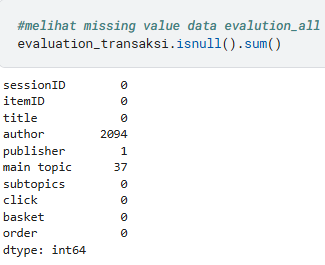 #melihat missing value data evalution_all
evaluation_transaksi.isnull().sum()
sessionID 0
itemID 0
title 0
author 2094
publisher 1
main topic 37
subtopics 0
click 0
basket 0
order 0
dtype: int64